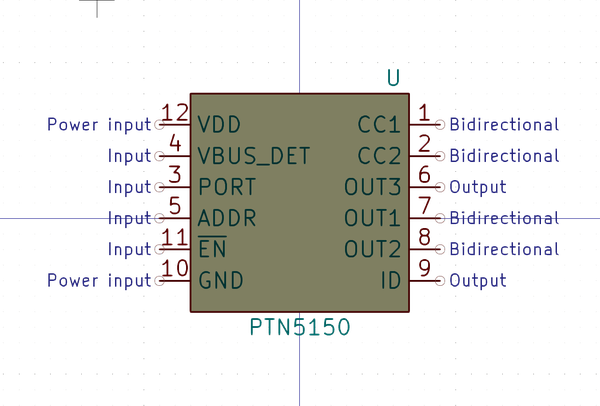 U
Power input 12 VDD CC1 1 Bidirectional
Input 4 VBUS_DET CC2 2 Bidirectional
Input 3 PORT OUT3 6 Output
Input 5 ADDR OUT1 7 Bidirectional
Input 11 EN OUT2 8 Bidirectional
Power input 10 GND ID 9 Output
PTN5150